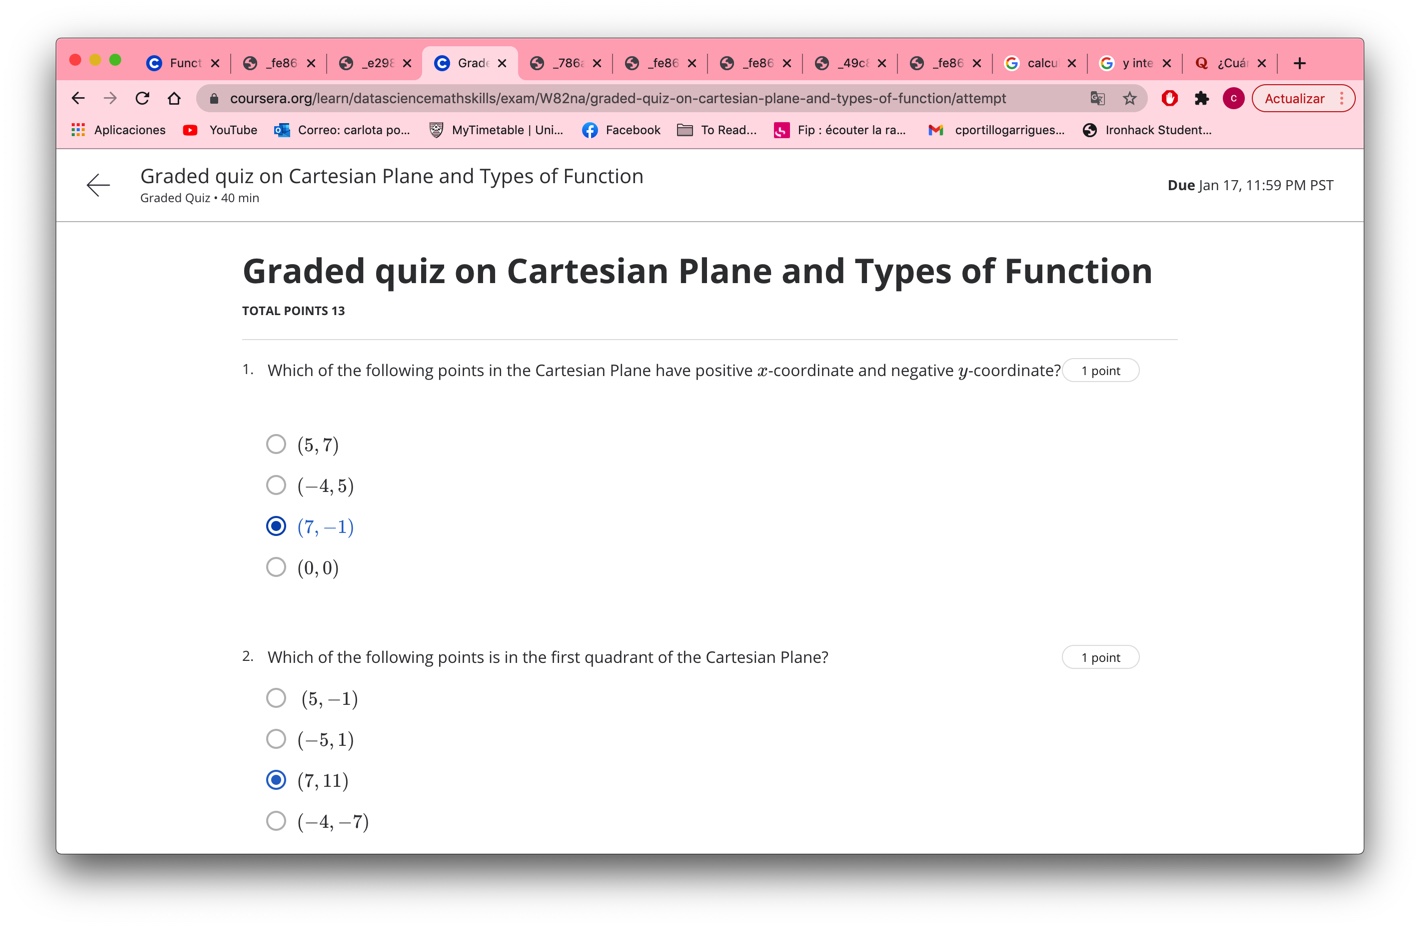 Funct _fe86 _e298 Grade _786a _fe86 _fe86 _49c8 _fe86 calcu y inte ¿Cuál
coursera.org/learn/datasciencemathskills/exam/W82na/graded-quiz-on-cartesian-plane-and-types-of-function/attempt C Actualizar
Aplicaciones YouTube Correo: carlota po... MyTimetable | Uni... Facebook To Read... Fip : écouter la ra... cportillogarrigues... Ironhack Student...
Graded quiz on Cartesian Plane and Types of Function
Graded Quiz • 40 min
Due Jan 17, 11:59 PM PST
Graded quiz on Cartesian Plane and Types of Function
TOTAL POINTS 13
1. Which of the following points in the Cartesian Plane have positive x-coordinate and negative y-coordinate? 1 point
(5, 7)
(−4, 5)
(7, −1)
(0, 0)
2. Which of the following points is in the first quadrant of the Cartesian Plane? 1 point
(5, −1)
(−5, 1)
(7, 11)
(−4, −7)